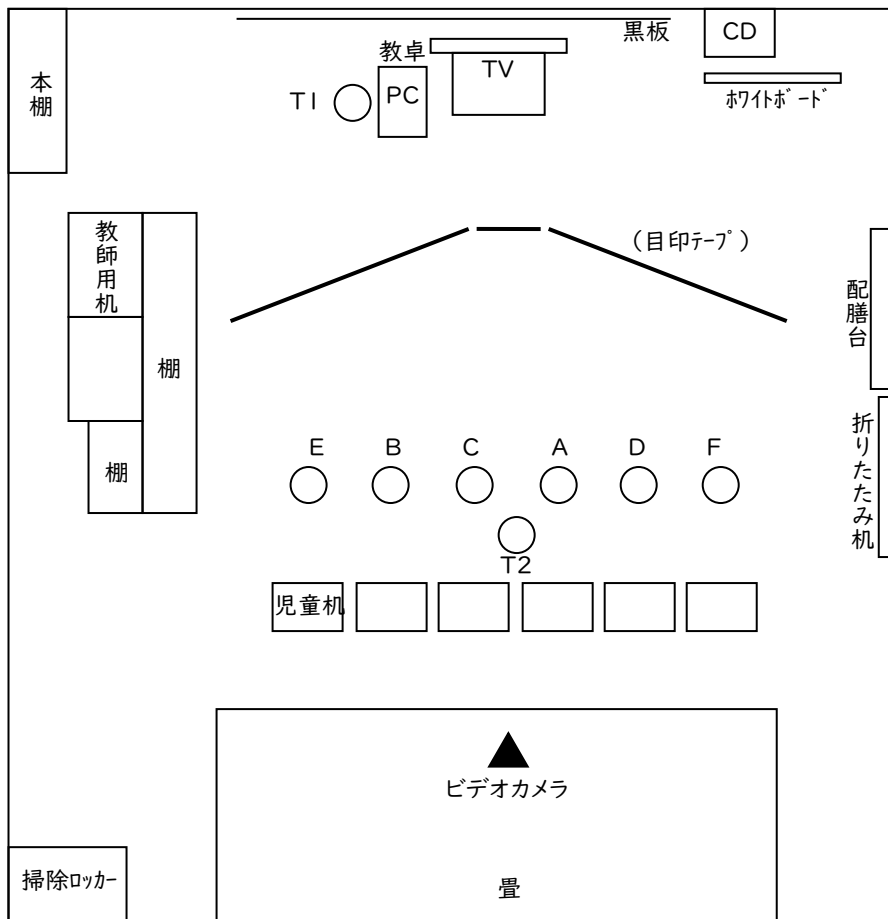 黒板
CD
教卓
TV
本棚
T1
PC
ホワイトボード
教師用机
(目印テープ)
配膳台
棚
棚
折りたたみ机
E
B
C
A
D
F
T2
児童机
ビデオカメラ
掃除ロッカー
畳